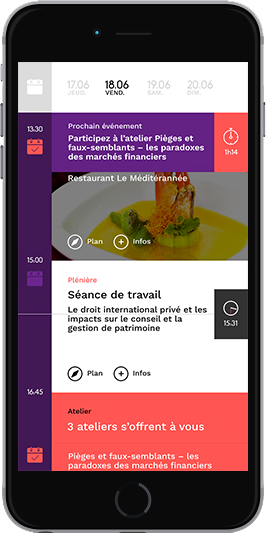 17.06 18.06 19.06 20.06
JEUD. VEND. SAM. DIM.
13.30
Prochain événement
Participez à l'atelier Pièges et
faux-semblants – les paradoxes
des marchés financiers
1h14
Restaurant Le Méditérannée
Plan Infos
15.00
Plénière
Séance de travail
Le droit international privé et les
impacts sur le conseil et la
gestion de patrimoine
15:31
Plan Infos
16.45
Atelier
3 ateliers s'offrent à vous
Pièges et faux-semblants – les
paradoxes des marchés financiers